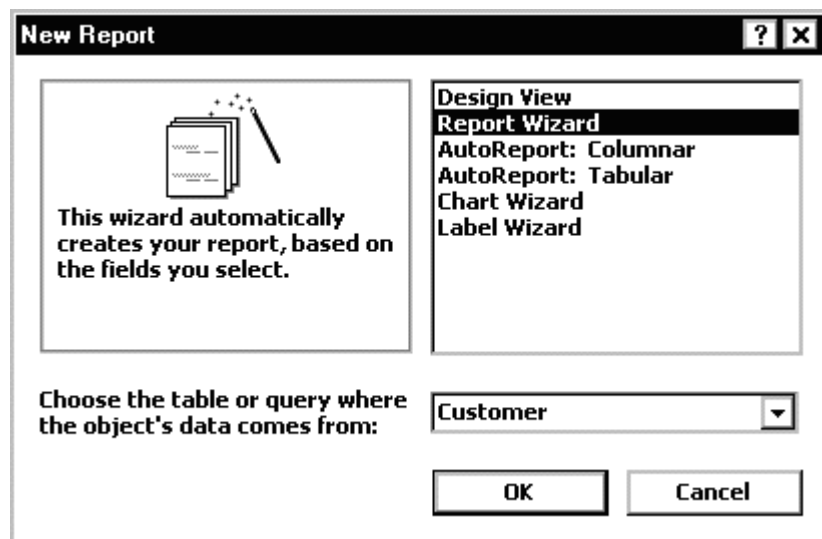 New Report
?
Design View
Report Wizard
AutoReport: Columnar
AutoReport: Tabular
Chart Wizard
Label Wizard
This wizard automatically
creates your report, based on
the fields you select.
Choose the table or query where
the object's data comes from:
Customer
OK
Cancel